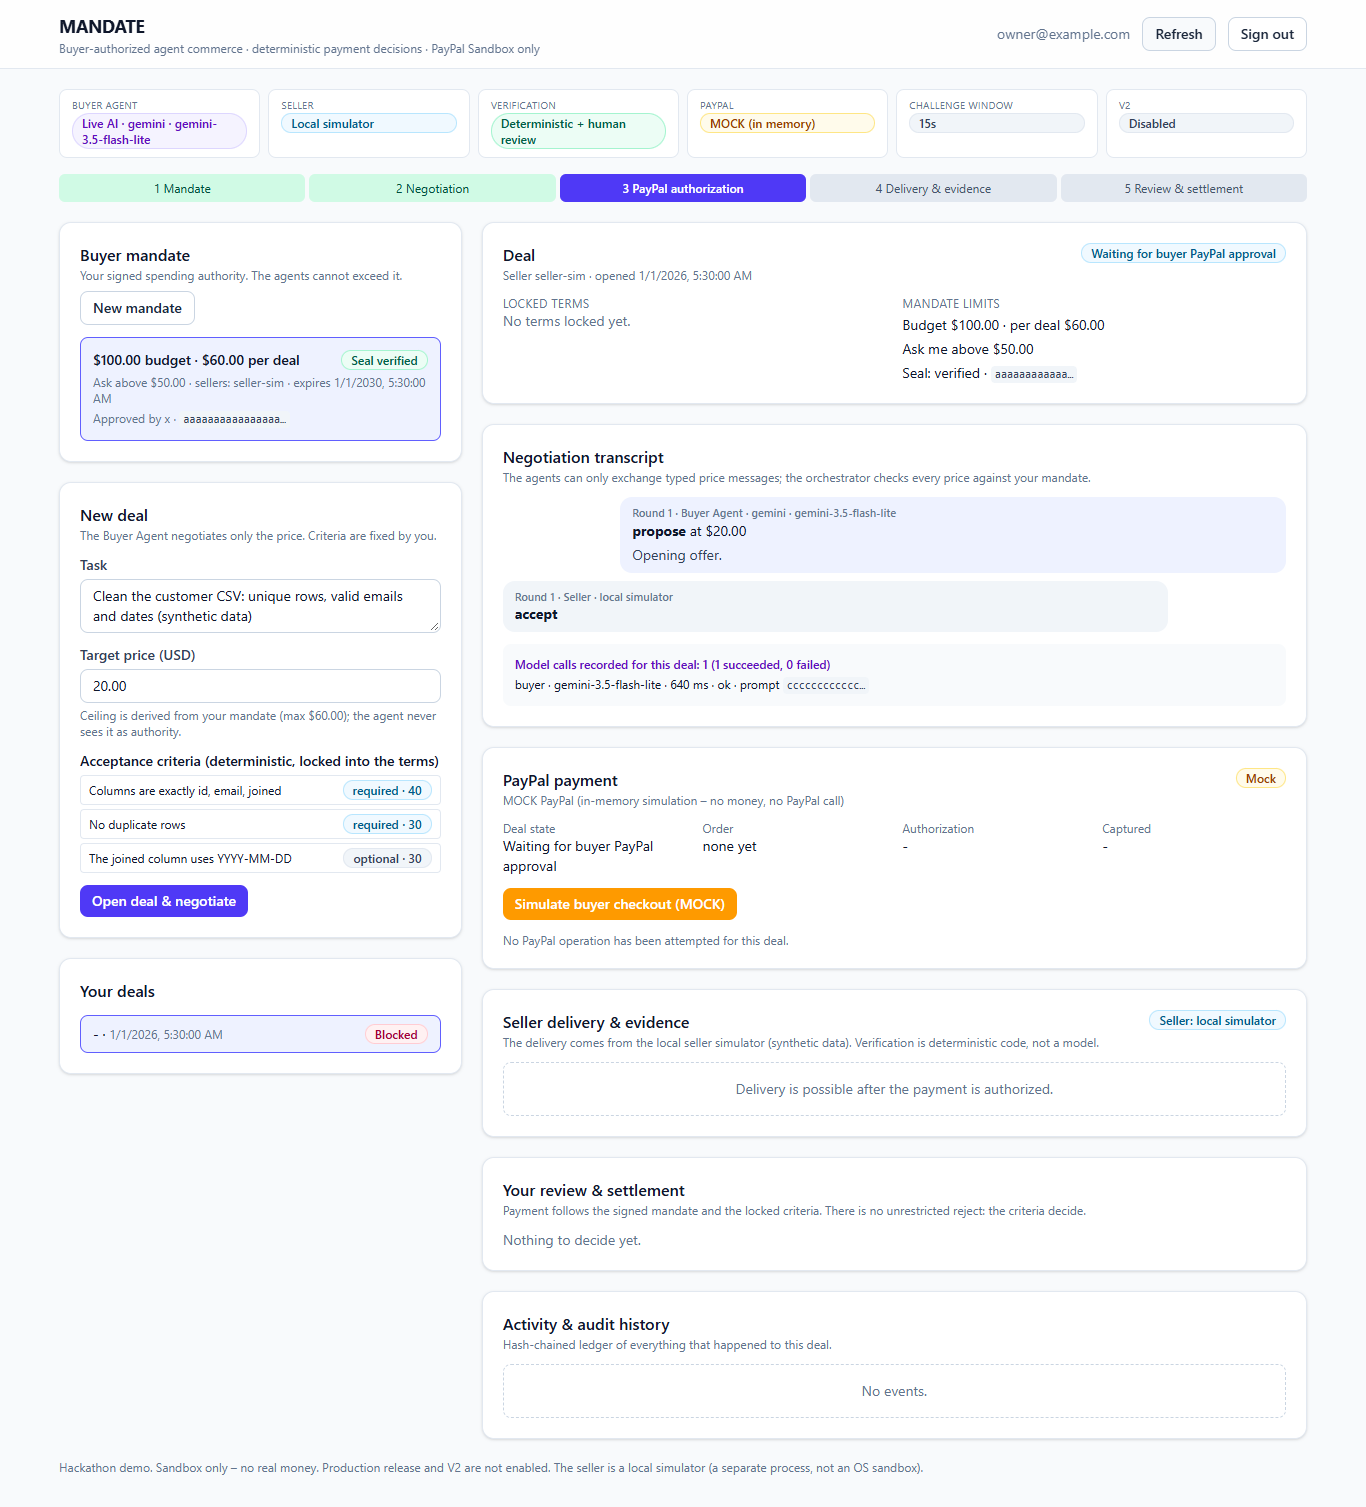 MANDATE
Buyer-authorized agent commerce · deterministic payment decisions · PayPal Sandbox only
owner@example.com
Refresh
Sign out
BUYER AGENT
Live AI · gemini · gemini-
3.5-flash-lite
SELLER
Local simulator
VERIFICATION
Deterministic + human
review
PAYPAL
MOCK (in memory)
CHALLENGE WINDOW
15s
V2
Disabled
1 Mandate
2 Negotiation
3 PayPal authorization
4 Delivery & evidence
5 Review & settlement
Buyer mandate
Your signed spending authority. The agents cannot exceed it.
New mandate
$100.00 budget · $60.00 per deal
Seal verified
Ask above $50.00 · sellers: seller-sim · expires 1/1/2030, 5:30:00
AM
Approved by x · aaaaaaaaaaaaaaaa…
New deal
The Buyer Agent negotiates only the price. Criteria are fixed by you.
Task
Clean the customer CSV: unique rows, valid emails
and dates (synthetic data)
Target price (USD)
20.00
Ceiling is derived from your mandate (max $60.00); the agent never
sees it as authority.
Acceptance criteria (deterministic, locked into the terms)
Columns are exactly id, email, joined
required · 40
No duplicate rows
required · 30
The joined column uses YYYY-MM-DD
optional · 30
Open deal & negotiate
Your deals
- · 1/1/2026, 5:30:00 AM
Blocked
Deal
Waiting for buyer PayPal approval
Seller seller-sim · opened 1/1/2026, 5:30:00 AM
LOCKED TERMS
No terms locked yet.
MANDATE LIMITS
Budget $100.00 · per deal $60.00
Ask me above $50.00
Seal: verified · aaaaaaaaaaaa…
Negotiation transcript
The agents can only exchange typed price messages; the orchestrator checks every price against your mandate.
Round 1 · Buyer Agent · gemini · gemini-3.5-flash-lite
propose at $20.00
Opening offer.
Round 1 · Seller · local simulator
accept
Model calls recorded for this deal: 1 (1 succeeded, 0 failed)
buyer · gemini-3.5-flash-lite · 640 ms · ok · prompt cccccccccccc…
PayPal payment
Mock
MOCK PayPal (in-memory simulation – no money, no PayPal call)
Deal state
Waiting for buyer PayPal
approval
Order
none yet
Authorization
-
Captured
-
Simulate buyer checkout (MOCK)
No PayPal operation has been attempted for this deal.
Seller delivery & evidence
Seller: local simulator
The delivery comes from the local seller simulator (synthetic data). Verification is deterministic code, not a model.
Delivery is possible after the payment is authorized.
Your review & settlement
Payment follows the signed mandate and the locked criteria. There is no unrestricted reject: the criteria decide.
Nothing to decide yet.
Activity & audit history
Hash-chained ledger of everything that happened to this deal.
No events.
Hackathon demo. Sandbox only – no real money. Production release and V2 are not enabled. The seller is a local simulator (a separate process, not an OS sandbox).